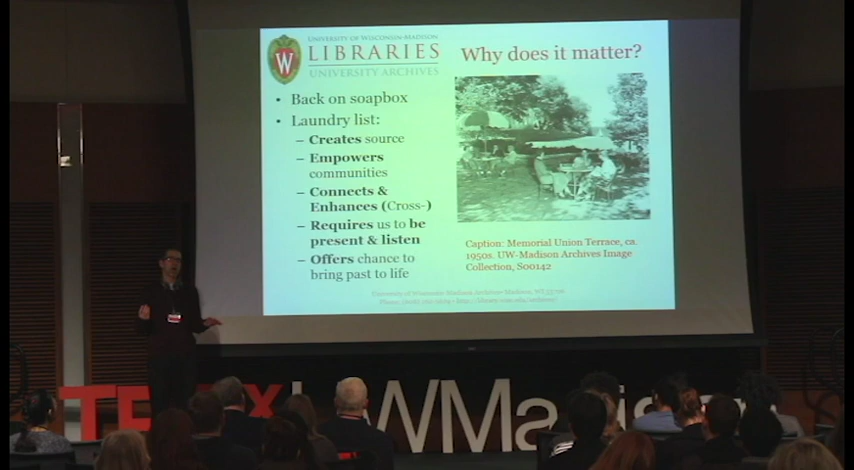 UNIVERSITY OF WISCONSIN-MADISON
LIBRARIES
UNIVERSITY ARCHIVES
W
Why does it matter?
• Back on soapbox
• Laundry list:
– Creates source
– Empowers
communities
– Connects &
Enhances (Cross-)
– Requires us to be
present & listen
– Offers chance to
bring past to life
Caption: Memorial Union Terrace, ca.
1950s. UW-Madison Archives Image
Collection, S00142